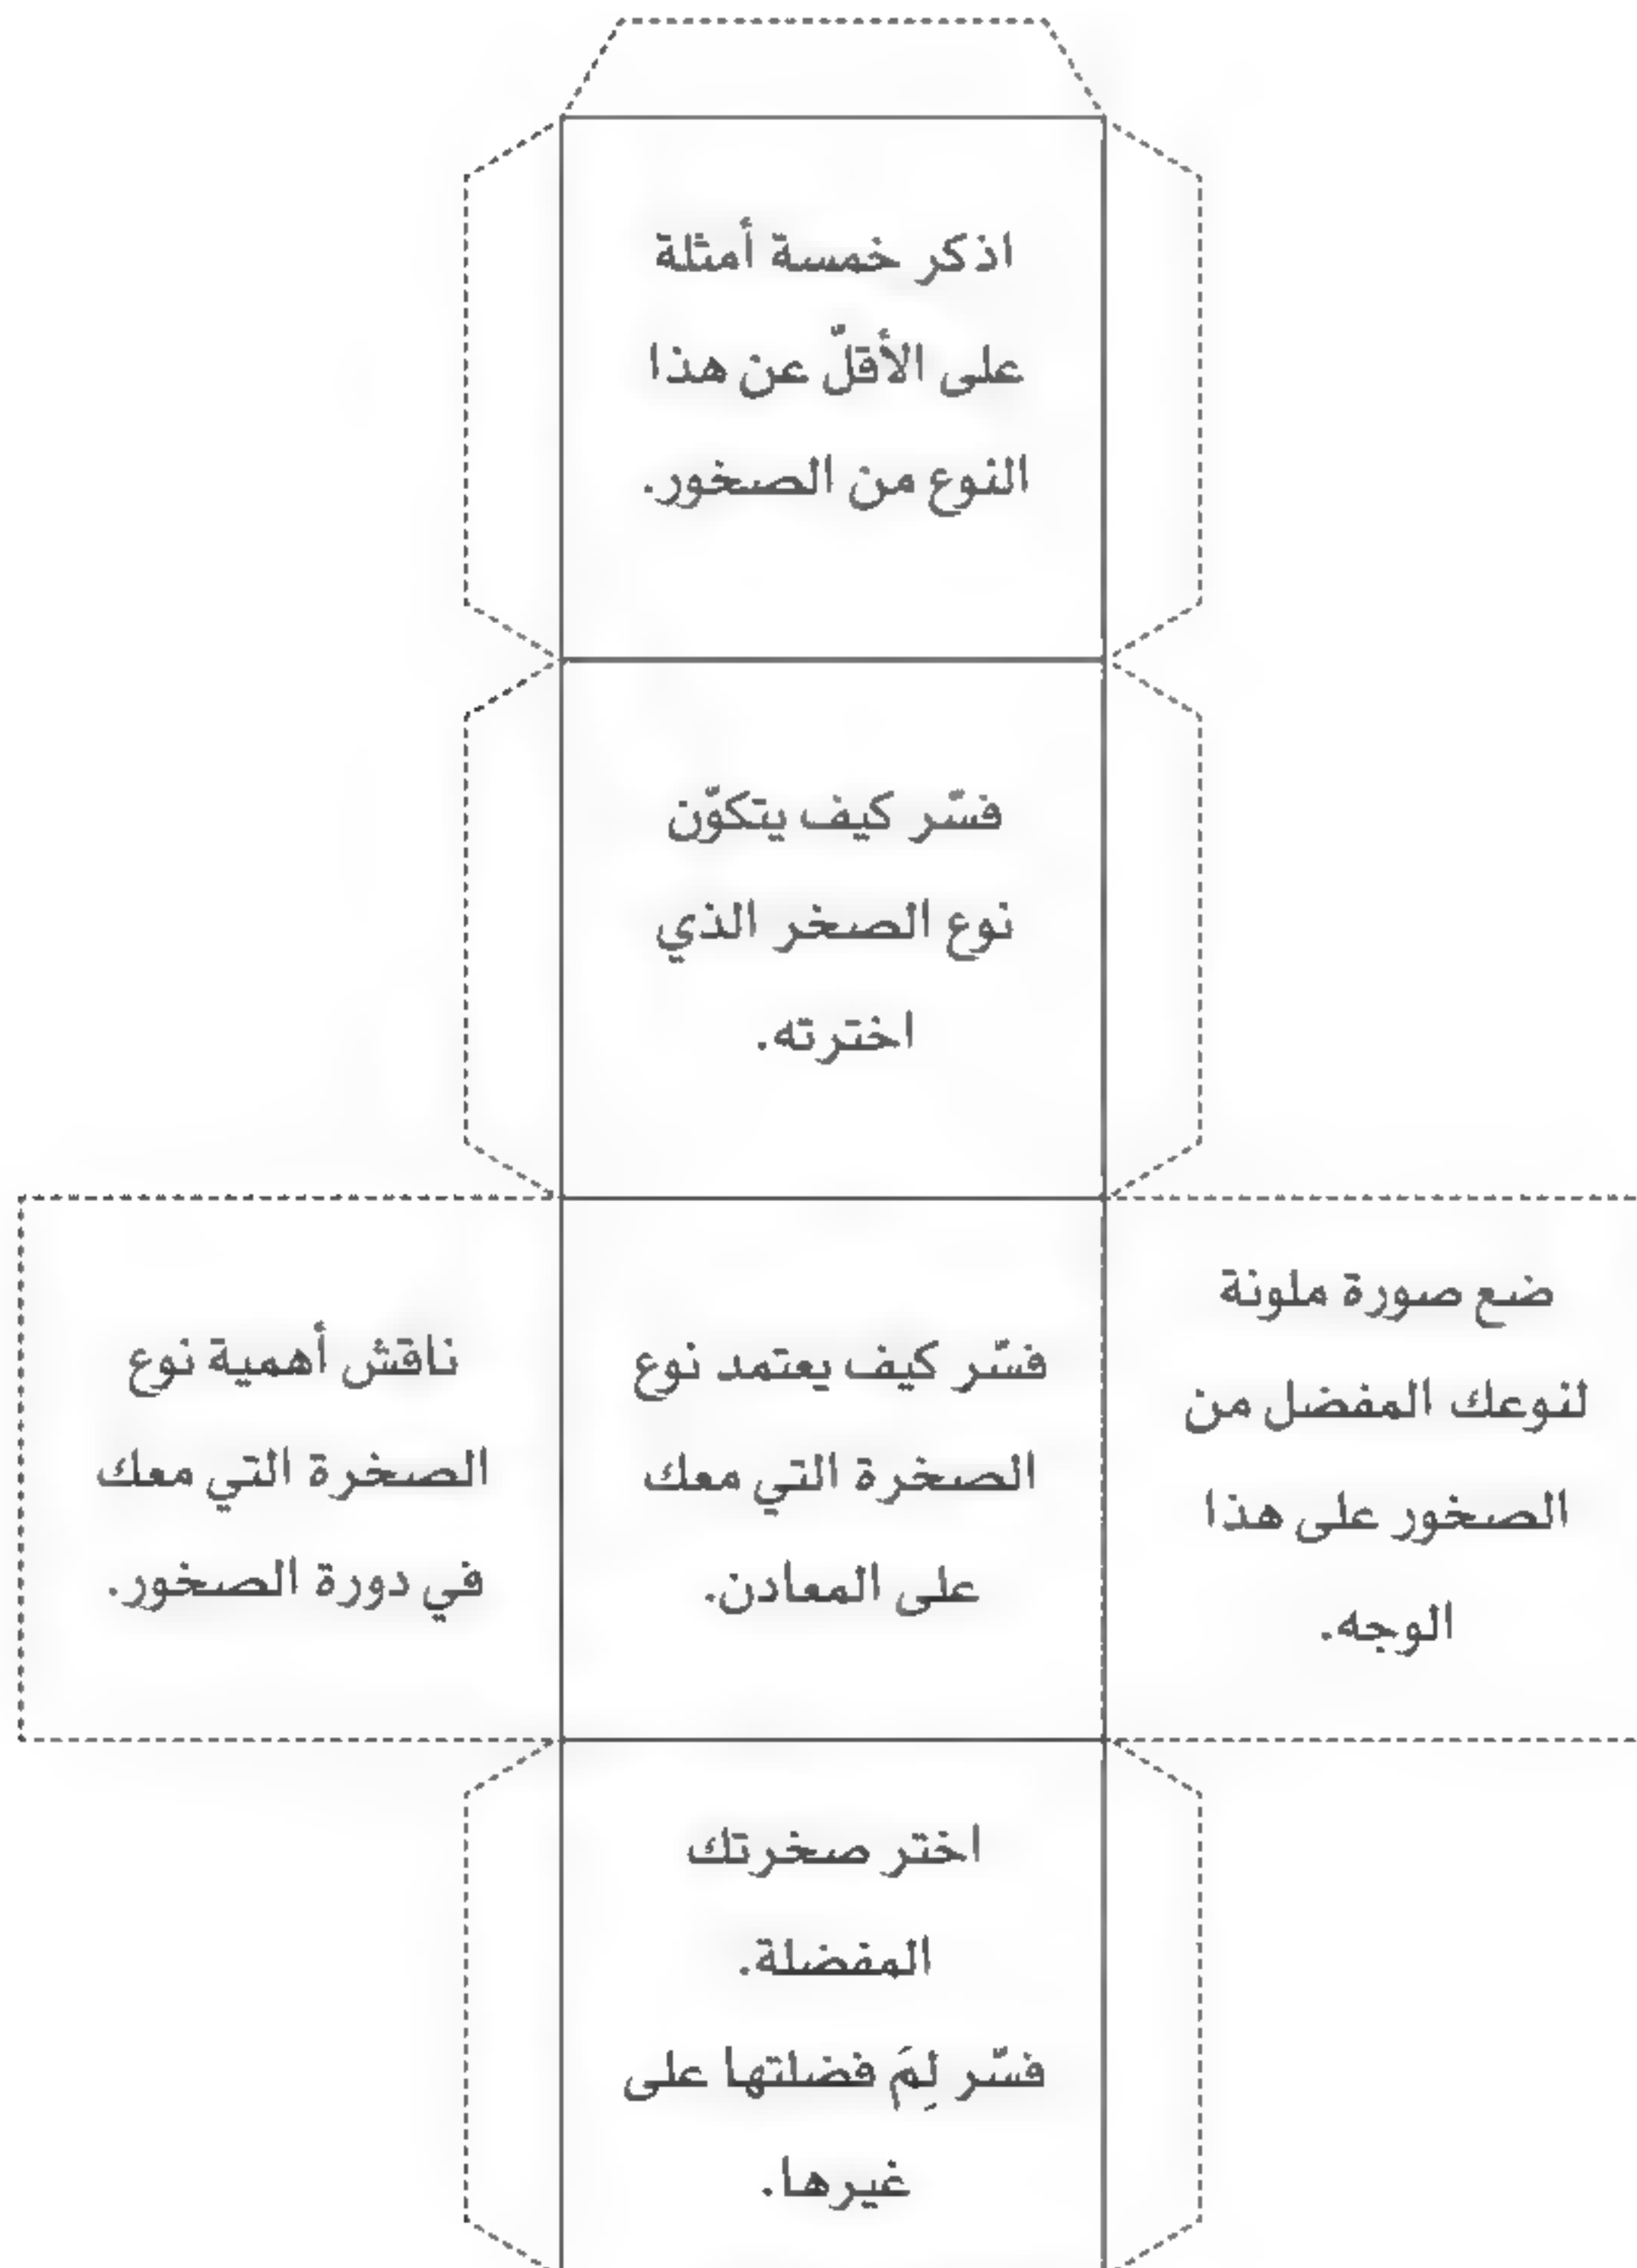 اذكر خمسة أمثلة
على الأقلّ عن هذا
النوع من الصخور.
فسّر كيف يتكوّن
نوع الصخر الذي
اخترته.
ضع صورة ملونة
لنوعك المفضل من
الصخور على هذا
الوجه.
فسّر كيف يعتمد نوع
الصخرة التي معك
على المعادن.
ناقش أهمية نوع
الصخرة التي معك
في دورة الصخور.
اختر صخرتك
المفضلة.
فسّر لِمَ فضلتها على
غيرها.